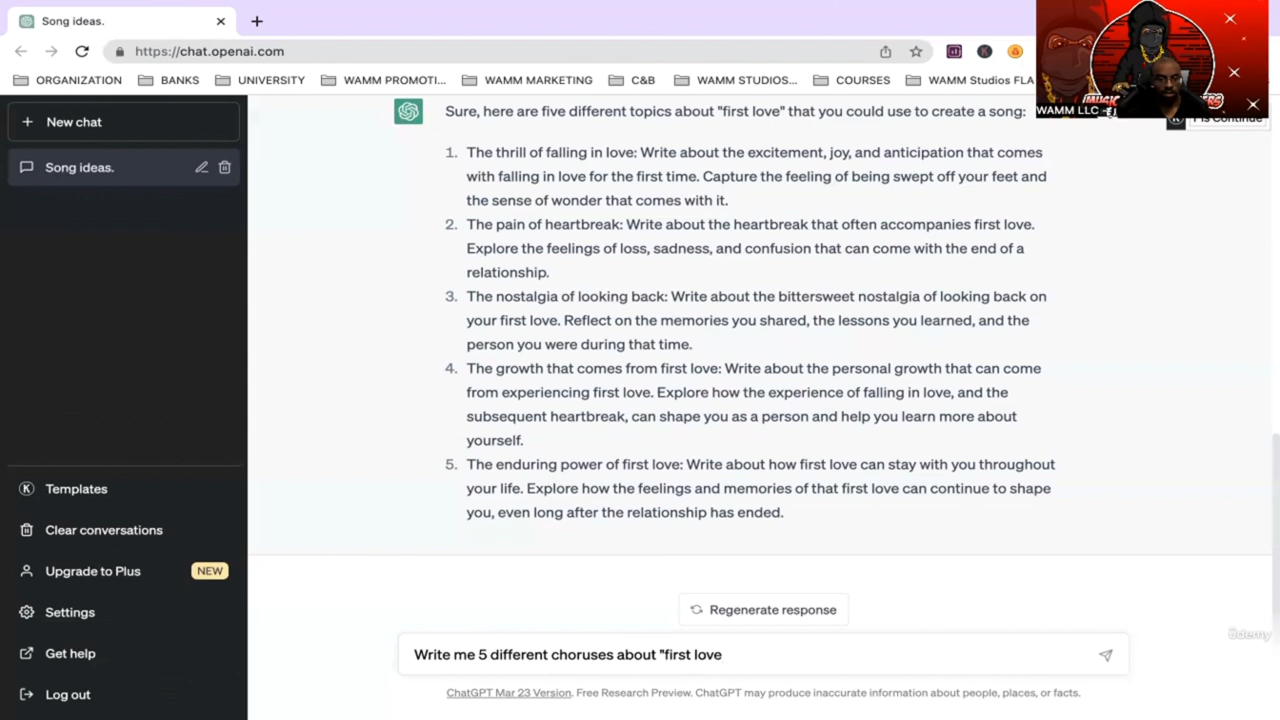 Song ideas.
https://chat.openai.com
ORGANIZATION
BANKS
UNIVERSITY
WAMM PROMOTI...
WAMM MARKETING
C&B
WAMM STUDIOS...
COURSES
WAMM Studios FLA
WAMM LLC
New chat
Song ideas.
Templates
Clear conversations
Upgrade to Plus
NEW
Settings
Get help
Log out
Sure, here are five different topics about "first love" that you could use to create a song:
1. The thrill of falling in love: Write about the excitement, joy, and anticipation that comes
with falling in love for the first time. Capture the feeling of being swept off your feet and
the sense of wonder that comes with it.
2. The pain of heartbreak: Write about the heartbreak that often accompanies first love.
Explore the feelings of loss, sadness, and confusion that can come with the end of a
relationship.
3. The nostalgia of looking back: Write about the bittersweet nostalgia of looking back on
your first love. Reflect on the memories you shared, the lessons you learned, and the
person you were during that time.
4. The growth that comes from first love: Write about the personal growth that can come
from experiencing first love. Explore how the experience of falling in love, and the
subsequent heartbreak, can shape you as a person and help you learn more about
yourself.
5. The enduring power of first love: Write about how first love can stay with you throughout
your life. Explore how the feelings and memories of that first love can continue to shape
you, even long after the relationship has ended.
Regenerate response
Write me 5 different choruses about "first love
ChatGPT Mar 23 Version. Free Research Preview. ChatGPT may produce inaccurate information about people, places, or facts.
ûdemy